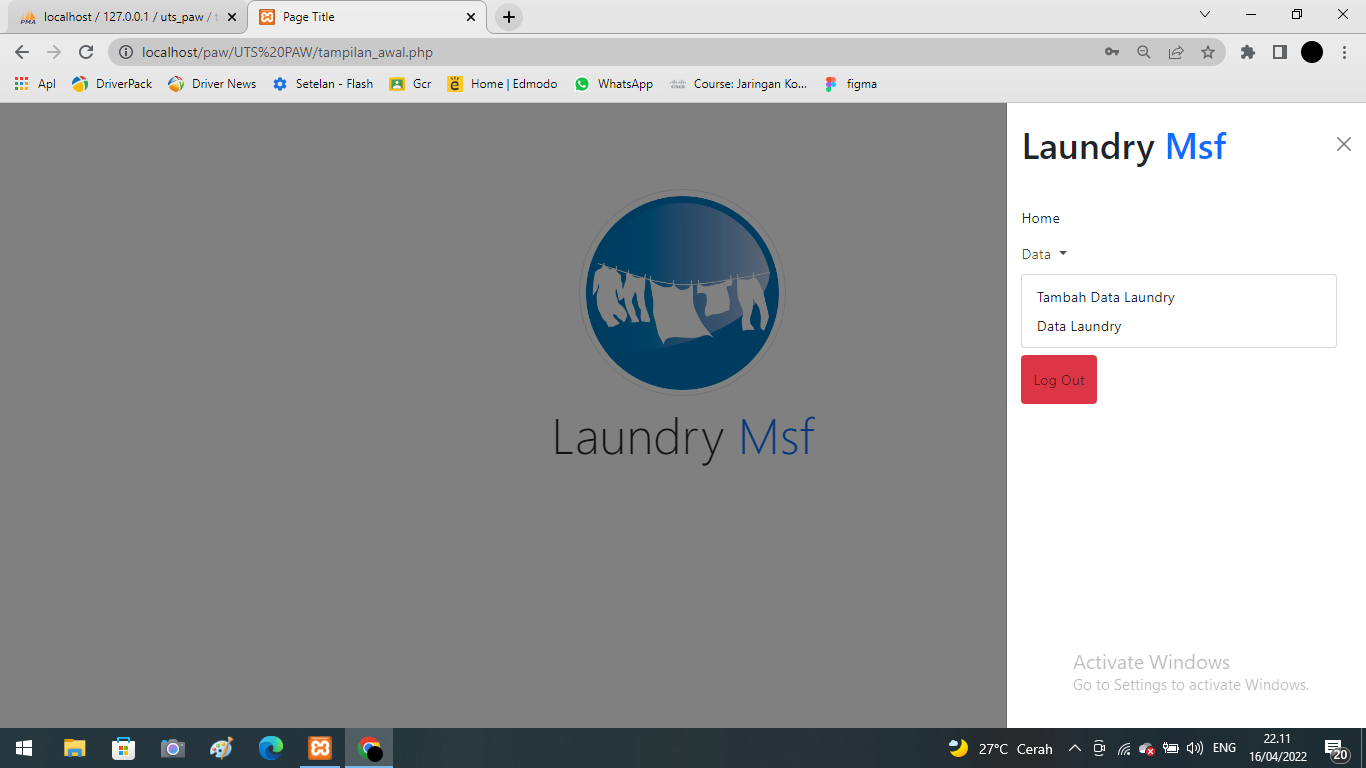 PMA localhost / 127.0.0.1 / uts_paw /
Page Title
localhost/paw/UTS%20PAW/tampilan_awal.php
Apl DriverPack Driver News Setelan - Flash Gcr Home | Edmodo WhatsApp Course: Jaringan Ko... figma
Laundry Msf
Home
Data
Tambah Data Laundry
Data Laundry
Log Out
Laundry Msf
Activate Windows
Go to Settings to activate Windows.
27°C Cerah ENG 22.11
16/04/2022
20